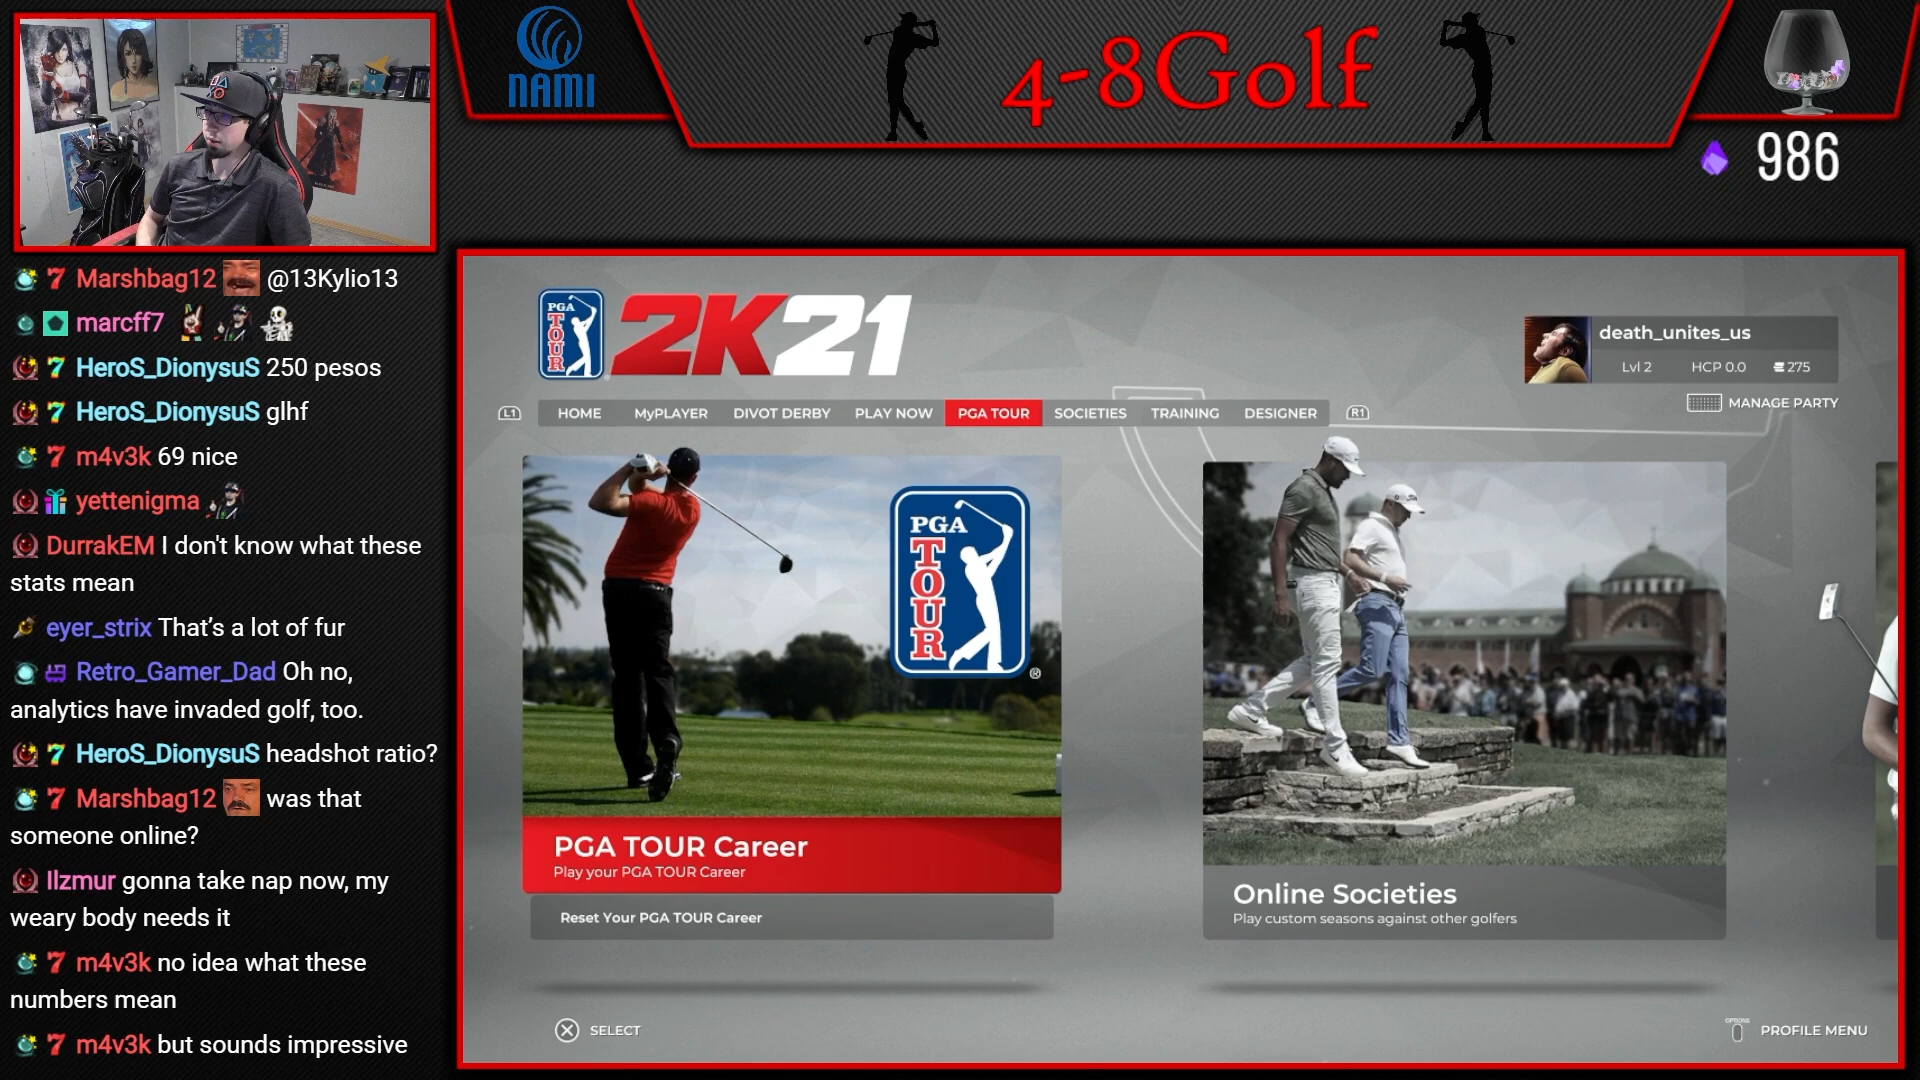 NAMI
4-8Golf
986
Marshbag12 @13Kylio13
marcff7
HeroS_DionysuS 250 pesos
HeroS_DionysuS glhf
m4v3k 69 nice
yettenigma
DurrakEM I don't know what these
stats mean
eyer_strix That's a lot of fur
Retro_Gamer_Dad Oh no,
analytics have invaded golf, too.
HeroS_DionysuS headshot ratio?
Marshbag12 was that
someone online?
Ilzmur gonna take nap now, my
weary body needs it
m4v3k no idea what these
numbers mean
m4v3k but sounds impressive
PGA
TOUR
2K21
death_unites_us
Lvl 2 HCP 0.0 275
MANAGE PARTY
L1 HOME MyPLAYER DIVOT DERBY PLAY NOW PGA TOUR SOCIETIES TRAINING DESIGNER R1
PGA
TOUR
®
PGA TOUR Career
Play your PGA TOUR Career
Reset Your PGA TOUR Career
Online Societies
Play custom seasons against other golfers
SELECT
OPTIONS
PROFILE MENU